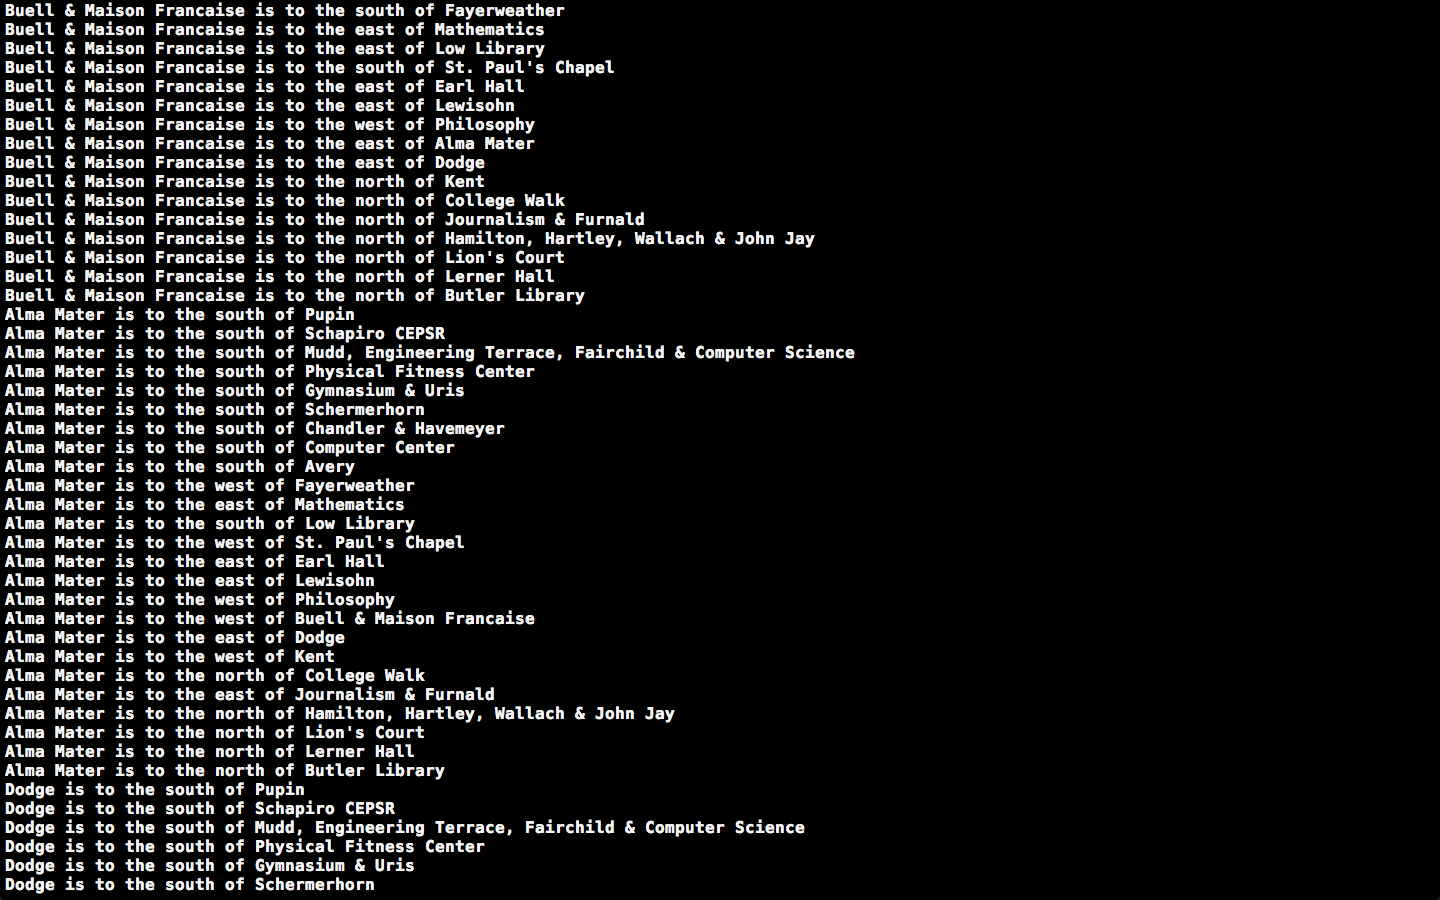 Buell & Maison Francaise is to the south of Fayerweather
Buell & Maison Francaise is to the east of Mathematics
Buell & Maison Francaise is to the east of Low Library
Buell & Maison Francaise is to the south of St. Paul's Chapel
Buell & Maison Francaise is to the east of Earl Hall
Buell & Maison Francaise is to the east of Lewisohn
Buell & Maison Francaise is to the west of Philosophy
Buell & Maison Francaise is to the east of Alma Mater
Buell & Maison Francaise is to the east of Dodge
Buell & Maison Francaise is to the north of Kent
Buell & Maison Francaise is to the north of College Walk
Buell & Maison Francaise is to the north of Journalism & Furnald
Buell & Maison Francaise is to the north of Hamilton, Hartley, Wallach & John Jay
Buell & Maison Francaise is to the north of Lion's Court
Buell & Maison Francaise is to the north of Lerner Hall
Buell & Maison Francaise is to the north of Butler Library
Alma Mater is to the south of Pupin
Alma Mater is to the south of Schapiro CEPSR
Alma Mater is to the south of Mudd, Engineering Terrace, Fairchild & Computer Science
Alma Mater is to the south of Physical Fitness Center
Alma Mater is to the south of Gymnasium & Uris
Alma Mater is to the south of Schermerhorn
Alma Mater is to the south of Chandler & Havemeyer
Alma Mater is to the south of Computer Center
Alma Mater is to the south of Avery
Alma Mater is to the west of Fayerweather
Alma Mater is to the east of Mathematics
Alma Mater is to the south of Low Library
Alma Mater is to the west of St. Paul's Chapel
Alma Mater is to the east of Earl Hall
Alma Mater is to the east of Lewisohn
Alma Mater is to the west of Philosophy
Alma Mater is to the west of Buell & Maison Francaise
Alma Mater is to the east of Dodge
Alma Mater is to the west of Kent
Alma Mater is to the north of College Walk
Alma Mater is to the east of Journalism & Furnald
Alma Mater is to the north of Hamilton, Hartley, Wallach & John Jay
Alma Mater is to the north of Lion's Court
Alma Mater is to the north of Lerner Hall
Alma Mater is to the north of Butler Library
Dodge is to the south of Pupin
Dodge is to the south of Schapiro CEPSR
Dodge is to the south of Mudd, Engineering Terrace, Fairchild & Computer Science
Dodge is to the south of Physical Fitness Center
Dodge is to the south of Gymnasium & Uris
Dodge is to the south of Schermerhorn